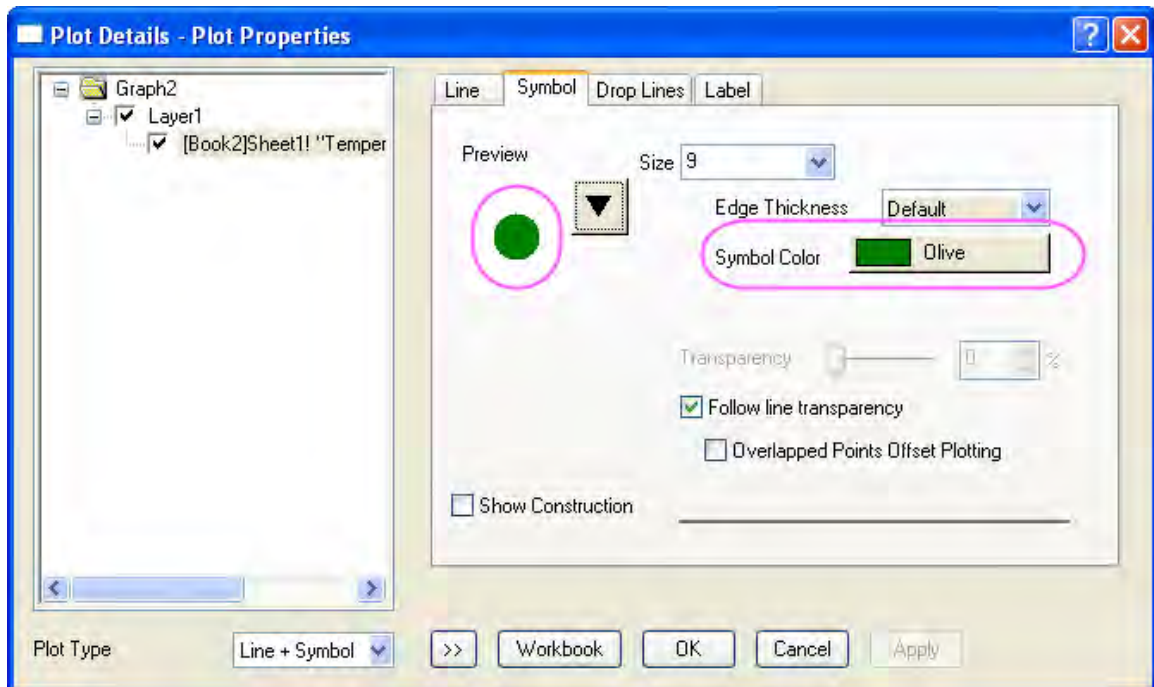 Plot Details - Plot Properties
Graph2
Layer1
[Book2]Sheet1! "Temper
Line Symbol Drop Lines Label
Preview
Size 9
Edge Thickness Default
Symbol Color Olive
Transparency 0 %
Follow line transparency
Overlapped Points Offset Plotting
Show Construction
Plot Type Line + Symbol >> Workbook OK Cancel Apply